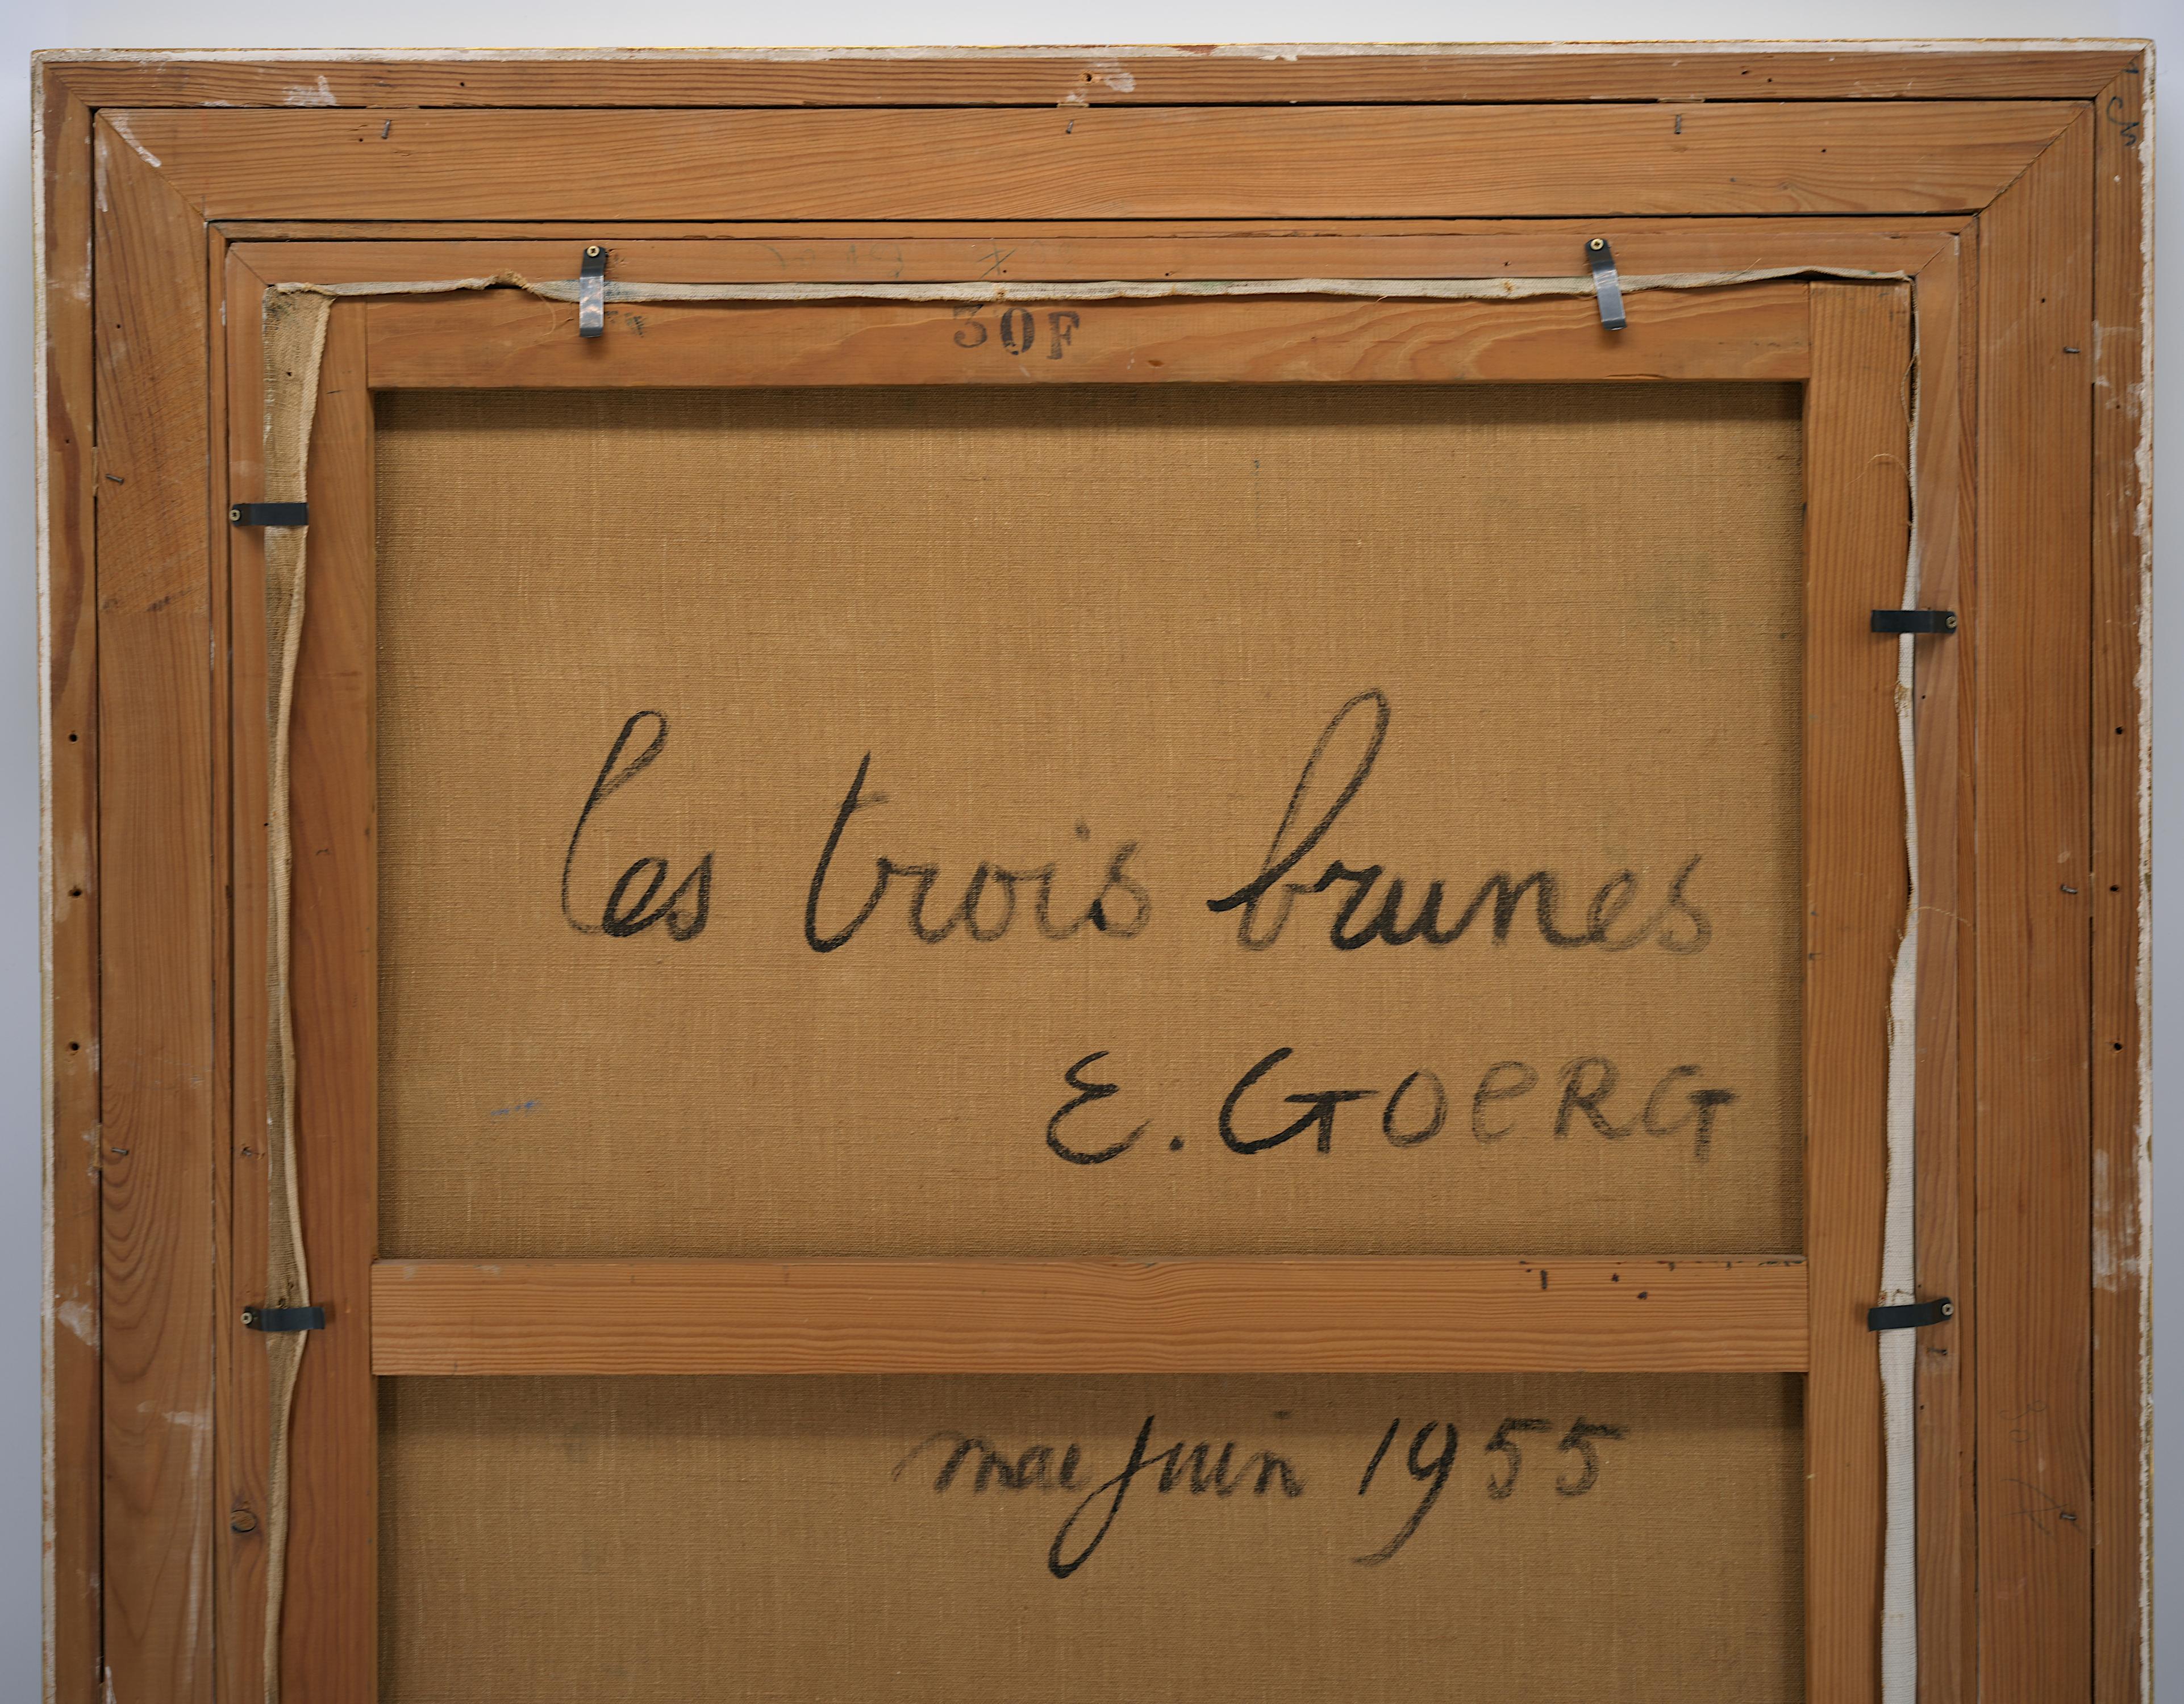 30F
les trois brunes
E. GOERG
mai juin 1955